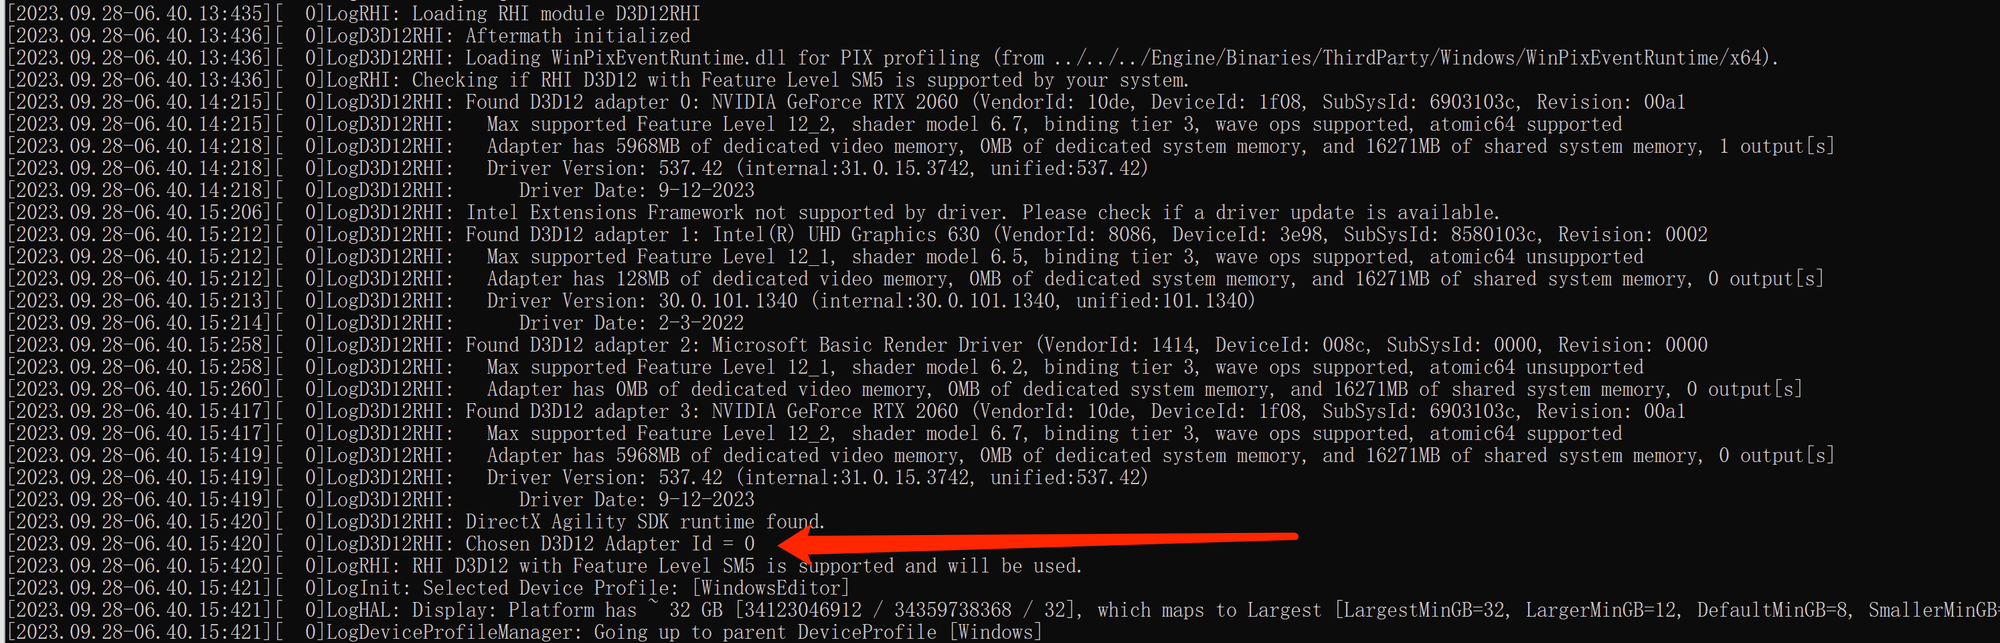 [2023.09.28-06.40.13:435][  0]LogRHI: Loading RHI module D3D12RHI
[2023.09.28-06.40.13:436][  0]LogD3D12RHI: Aftermath initialized
[2023.09.28-06.40.13:436][  0]LogD3D12RHI: Loading WinPixEventRuntime.dll for PIX profiling (from ../../../Engine/Binaries/ThirdParty/Windows/WinPixEventRuntime/x64).
[2023.09.28-06.40.13:436][  0]LogRHI: Checking if RHI D3D12 with Feature Level SM5 is supported by your system.
[2023.09.28-06.40.14:215][  0]LogD3D12RHI: Found D3D12 adapter 0: NVIDIA GeForce RTX 2060 (VendorId: 10de, DeviceId: 1f08, SubSysId: 6903103c, Revision: 00a1
[2023.09.28-06.40.14:215][  0]LogD3D12RHI:   Max supported Feature Level 12_2, shader model 6.7, binding tier 3, wave ops supported, atomic64 supported
[2023.09.28-06.40.14:218][  0]LogD3D12RHI:   Adapter has 5968MB of dedicated video memory, 0MB of dedicated system memory, and 16271MB of shared system memory, 1 output[s]
[2023.09.28-06.40.14:218][  0]LogD3D12RHI:   Driver Version: 537.42 (internal:31.0.15.3742, unified:537.42)
[2023.09.28-06.40.14:218][  0]LogD3D12RHI:      Driver Date: 9-12-2023
[2023.09.28-06.40.15:206][  0]LogD3D12RHI: Intel Extensions Framework not supported by driver. Please check if a driver update is available.
[2023.09.28-06.40.15:212][  0]LogD3D12RHI: Found D3D12 adapter 1: Intel(R) UHD Graphics 630 (VendorId: 8086, DeviceId: 3e98, SubSysId: 8580103c, Revision: 0002
[2023.09.28-06.40.15:212][  0]LogD3D12RHI:   Max supported Feature Level 12_1, shader model 6.5, binding tier 3, wave ops supported, atomic64 unsupported
[2023.09.28-06.40.15:212][  0]LogD3D12RHI:   Adapter has 128MB of dedicated video memory, 0MB of dedicated system memory, and 16271MB of shared system memory, 0 output[s]
[2023.09.28-06.40.15:213][  0]LogD3D12RHI:   Driver Version: 30.0.101.1340 (internal:30.0.101.1340, unified:101.1340)
[2023.09.28-06.40.15:214][  0]LogD3D12RHI:      Driver Date: 2-3-2022
[2023.09.28-06.40.15:258][  0]LogD3D12RHI: Found D3D12 adapter 2: Microsoft Basic Render Driver (VendorId: 1414, DeviceId: 008c, SubSysId: 0000, Revision: 0000
[2023.09.28-06.40.15:258][  0]LogD3D12RHI:   Max supported Feature Level 12_1, shader model 6.2, binding tier 3, wave ops supported, atomic64 unsupported
[2023.09.28-06.40.15:260][  0]LogD3D12RHI:   Adapter has 0MB of dedicated video memory, 0MB of dedicated system memory, and 16271MB of shared system memory, 0 output[s]
[2023.09.28-06.40.15:417][  0]LogD3D12RHI: Found D3D12 adapter 3: NVIDIA GeForce RTX 2060 (VendorId: 10de, DeviceId: 1f08, SubSysId: 6903103c, Revision: 00a1
[2023.09.28-06.40.15:417][  0]LogD3D12RHI:   Max supported Feature Level 12_2, shader model 6.7, binding tier 3, wave ops supported, atomic64 supported
[2023.09.28-06.40.15:419][  0]LogD3D12RHI:   Adapter has 5968MB of dedicated video memory, 0MB of dedicated system memory, and 16271MB of shared system memory, 0 output[s]
[2023.09.28-06.40.15:419][  0]LogD3D12RHI:   Driver Version: 537.42 (internal:31.0.15.3742, unified:537.42)
[2023.09.28-06.40.15:419][  0]LogD3D12RHI:      Driver Date: 9-12-2023
[2023.09.28-06.40.15:420][  0]LogD3D12RHI: DirectX Agility SDK runtime found.
[2023.09.28-06.40.15:420][  0]LogD3D12RHI: Chosen D3D12 Adapter Id = 0
[2023.09.28-06.40.15:420][  0]LogRHI: RHI D3D12 with Feature Level SM5 is supported and will be used.
[2023.09.28-06.40.15:421][  0]LogInit: Selected Device Profile: [WindowsEditor]
[2023.09.28-06.40.15:421][  0]LogHAL: Display: Platform has ~ 32 GB [34123046912 / 34359738368 / 32], which maps to Largest [LargestMinGB=32, LargerMinGB=12, DefaultMinGB=8, SmallerMinGB=
[2023.09.28-06.40.15:421][  0]LogDeviceProfileManager: Going up to parent DeviceProfile [Windows]